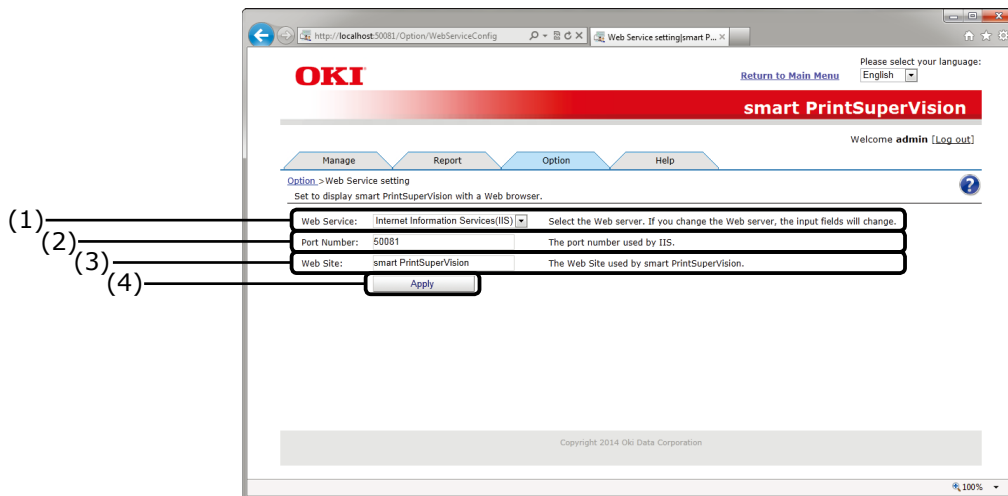 http://localhost:50081/Option/WebServiceConfig
Web Service setting|smart P...
OKI
Return to Main Menu
Please select your language:
English
smart PrintSuperVision
Welcome admin [Log out]
Manage
Report
Option
Help
Option >Web Service setting
Set to display smart PrintSuperVision with a Web browser.
(1)
Web Service: Internet Information Services(IIS) Select the Web server. If you change the Web server, the input fields will change.
(2)
Port Number: 50081 The port number used by IIS.
(3)
Web Site: smart PrintSuperVision The Web Site used by smart PrintSuperVision.
(4)
Apply
Copyright 2014 Oki Data Corporation
100%